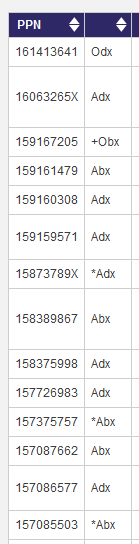 PPN
161413641 Odx
16063265X Adx
159167205 +Obx
159161479 Abx
159160308 Adx
159159571 Adx
15873789X *Adx
158389867 Abx
158375998 Adx
157726983 Adx
157375757 *Abx
157087662 Abx
157086577 Adx
157085503 *Abx